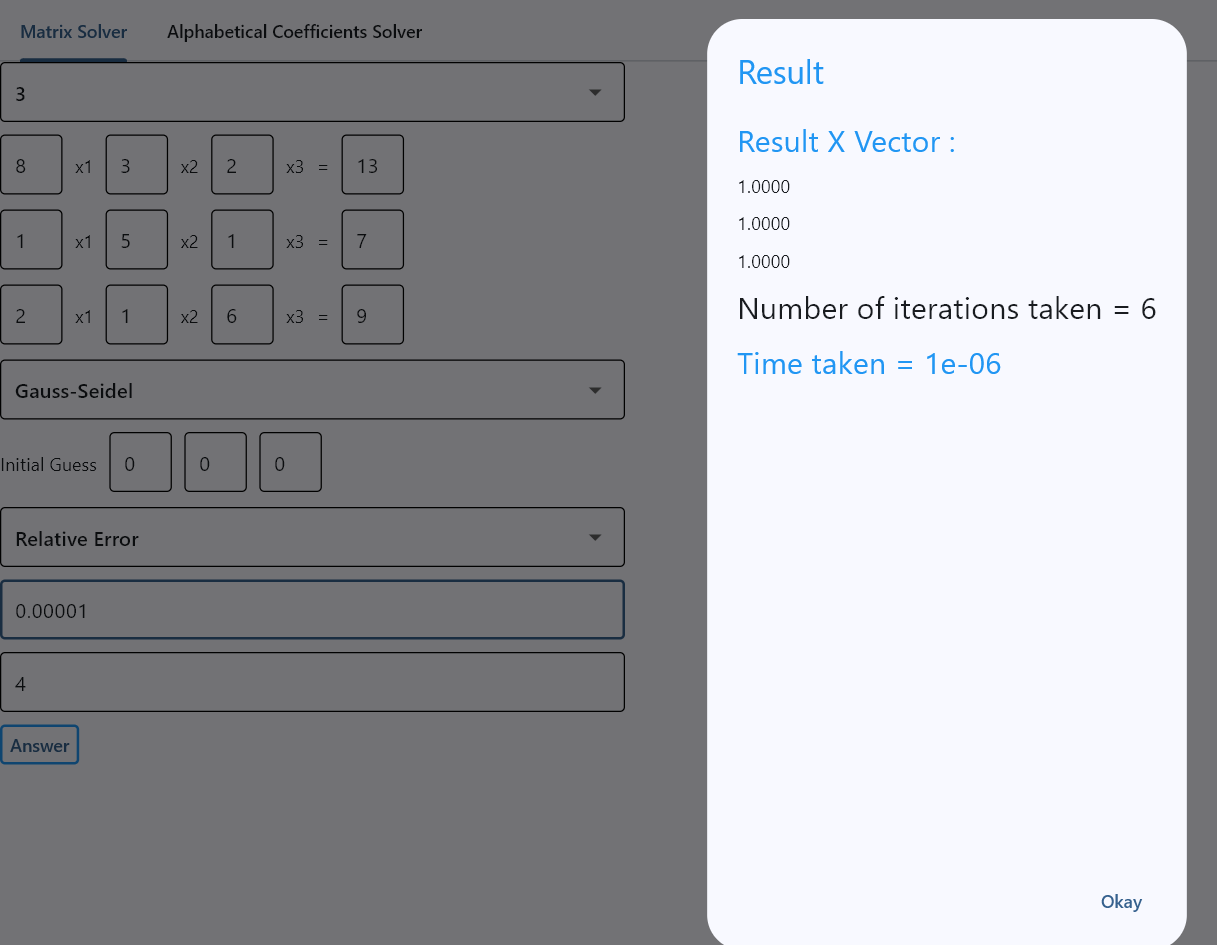 Matrix Solver Alphabetical Coefficients Solver
3
8 x1 3 x2 2 x3 = 13
1 x1 5 x2 1 x3 = 7
2 x1 1 x2 6 x3 = 9
Gauss-Seidel
Initial Guess 0 0 0
Relative Error
0.00001
4
Answer
Result
Result X Vector :
1.0000
1.0000
1.0000
Number of iterations taken = 6
Time taken = 1e-06
Okay